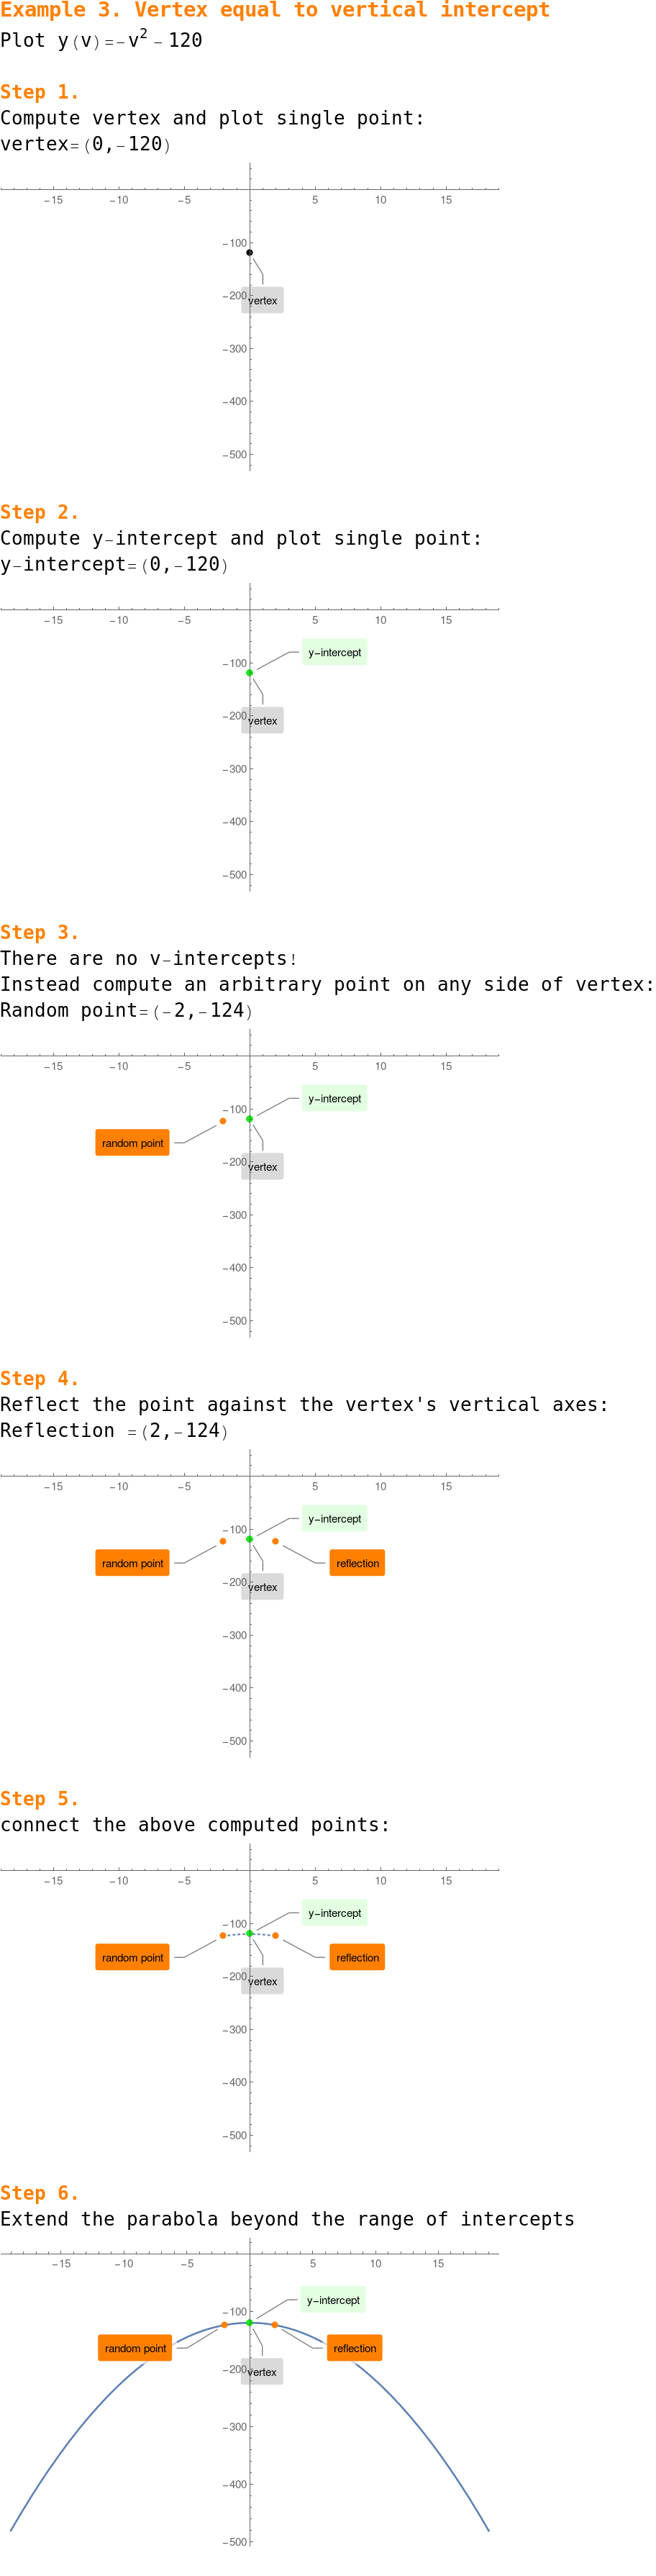 Example 3. Vertex equal to vertical intercept
Plot y(v)=-v² - 120
Step 1.
Compute vertex and plot single point:
vertex=(0,-120)
-15 -10 -5 5 10 15
-100
-200
vertex
-300
-400
-500
Step 2.
Compute y-intercept and plot single point:
y-intercept=(0,-120)
-15 -10 -5 5 10 15
y-intercept
-100
-200
vertex
-300
-400
-500
Step 3.
There are no v-intercepts!
Instead compute an arbitrary point on any side of vertex:
Random point=(-2,-124)
-15 -10 -5 5 10 15
y-intercept
-100
random point
-200
vertex
-300
-400
-500
Step 4.
Reflect the point against the vertex's vertical axes:
Reflection =(2,-124)
-15 -10 -5 5 10 15
y-intercept
-100
random point reflection
-200
vertex
-300
-400
-500
Step 5.
connect the above computed points:
-15 -10 -5 5 10 15
y-intercept
-100
random point reflection
-200
vertex
-300
-400
-500
Step 6.
Extend the parabola beyond the range of intercepts
-15 -10 -5 5 10 15
y-intercept
-100
random point reflection
-200
vertex
-300
-400
-500